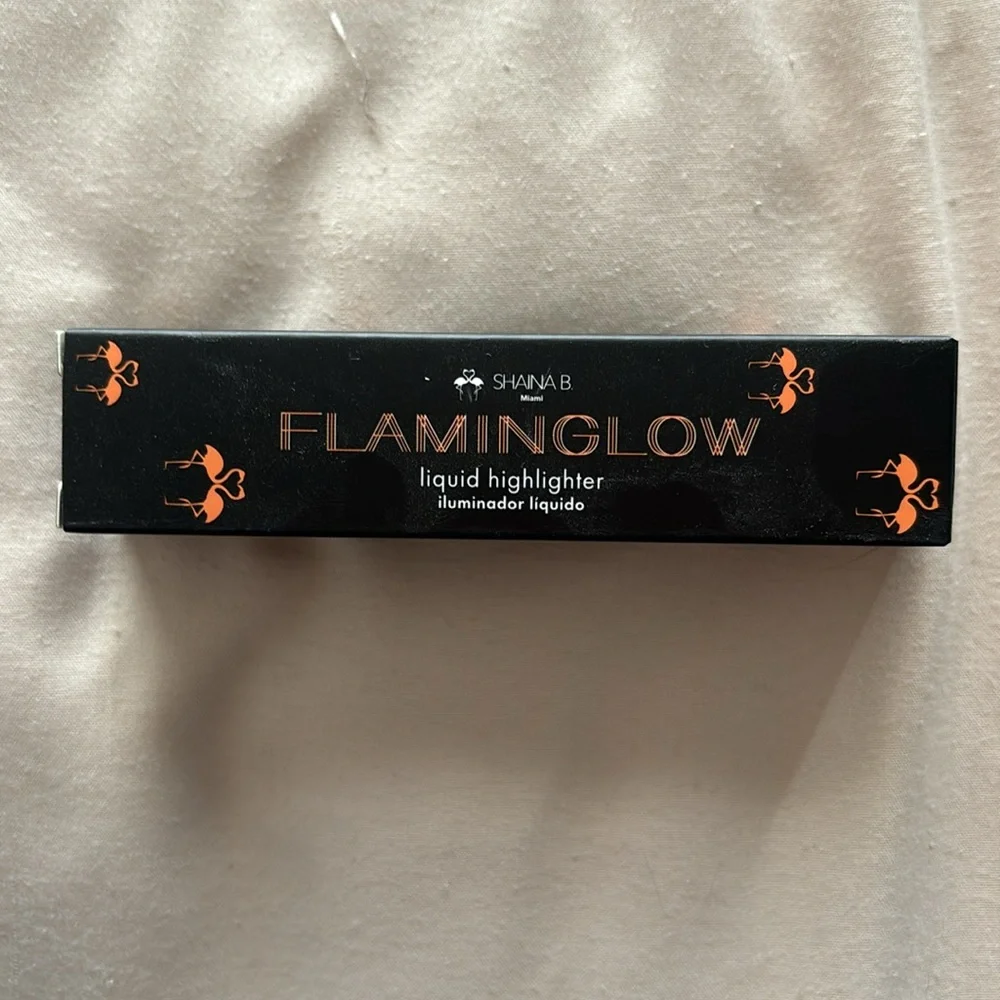 SHAINA B.
Miami
FLAMINGLOW
liquid highlighter
iluminador líquido